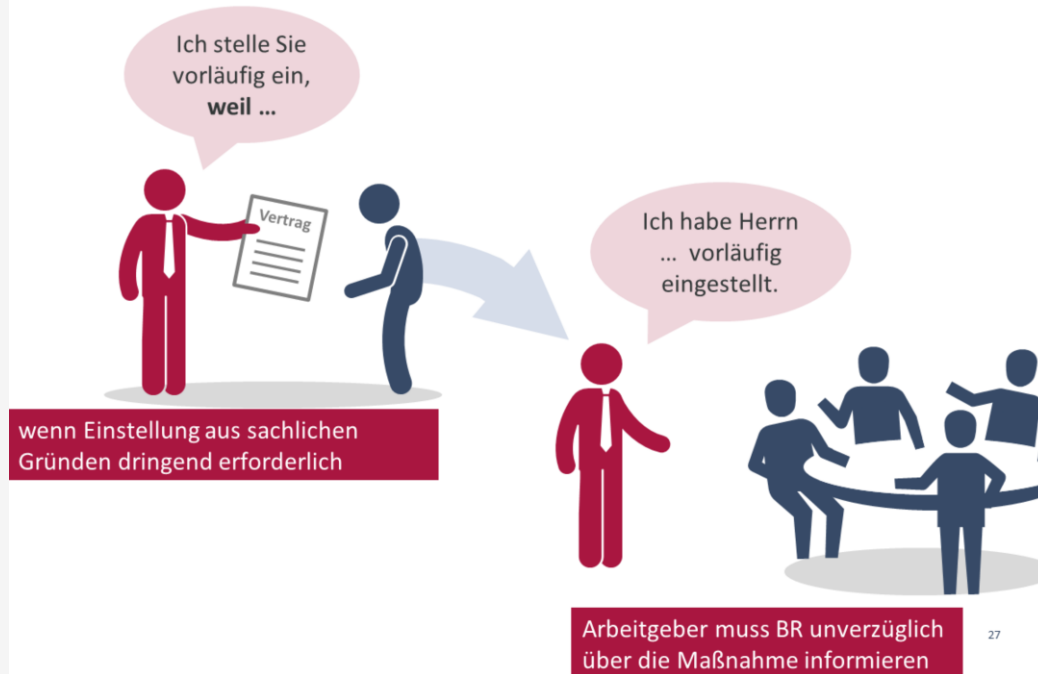 Ich stelle Sie
vorläufig ein,
weil ...
Vertrag
wenn Einstellung aus sachlichen
Gründen dringend erforderlich
Ich habe Herrn
... vorläufig
eingestellt.
Arbeitgeber muss BR unverzüglich
über die Maßnahme informieren
27